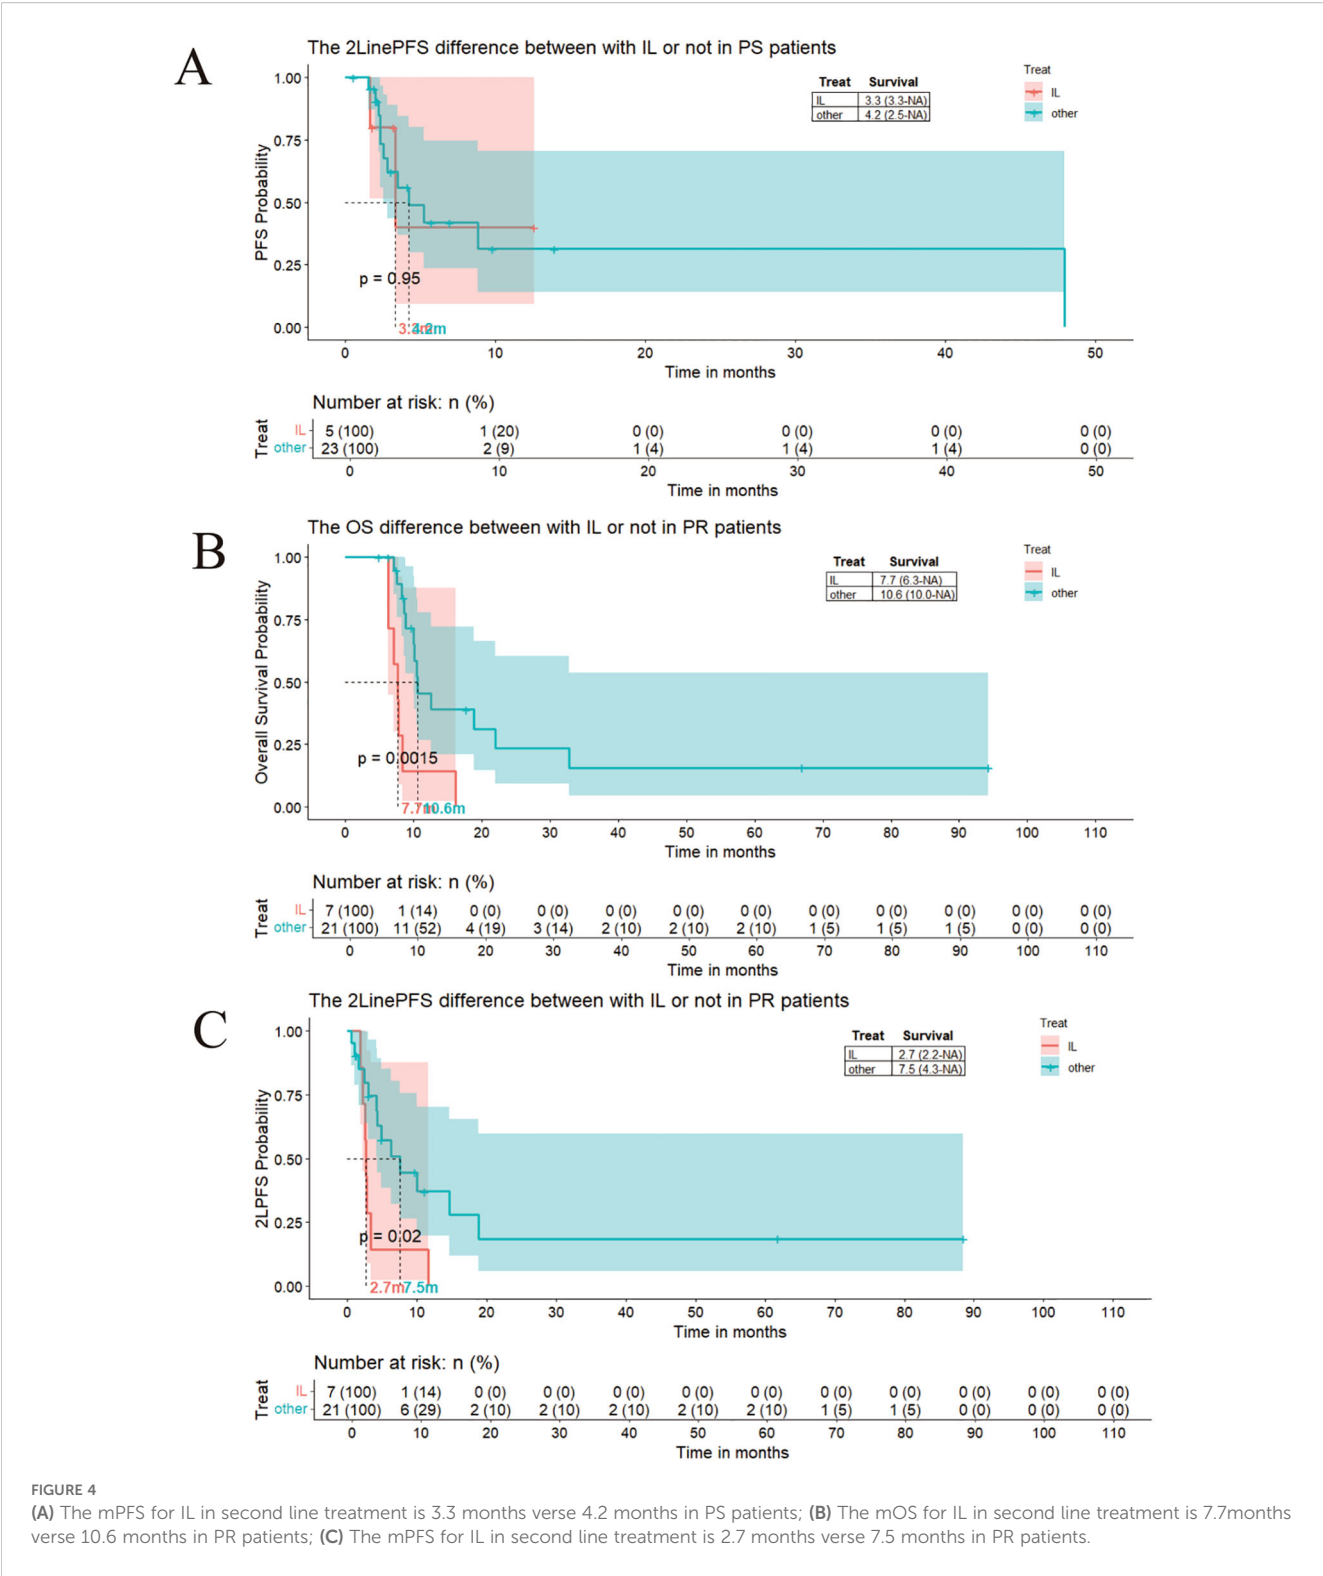 A
The 2LinePFS difference between with IL or not in PS patients
Treat Survival
IL 3.3 (3.3-NA)
other 4.2 (2.5-NA)
Treat
IL
other
PFS Probability
1.00
0.75
0.50
0.25
0.00
p = 0.95
3.3m 4.2m
0 10 20 30 40 50
Time in months
Number at risk: n (%)
Treat
IL 5 (100) 1 (20) 0 (0) 0 (0) 0 (0) 0 (0)
other 23 (100) 2 (9) 1 (4) 1 (4) 1 (4) 0 (0)
0 10 20 30 40 50
Time in months
B
The OS difference between with IL or not in PR patients
Treat Survival
IL 7.7 (6.3-NA)
other 10.6 (10.0-NA)
Treat
IL
other
Overall Survival Probability
1.00
0.75
0.50
0.25
0.00
p = 0.0015
7.7m 10.6m
0 10 20 30 40 50 60 70 80 90 100 110
Time in months
Number at risk: n (%)
Treat
IL 7 (100) 1 (14) 0 (0) 0 (0) 0 (0) 0 (0) 0 (0) 0 (0) 0 (0) 0 (0) 0 (0) 0 (0)
other 21 (100) 11 (52) 4 (19) 3 (14) 2 (10) 2 (10) 2 (10) 1 (5) 1 (5) 1 (5) 0 (0) 0 (0)
0 10 20 30 40 50 60 70 80 90 100 110
Time in months
C
The 2LinePFS difference between with IL or not in PR patients
Treat Survival
IL 2.7 (2.2-NA)
other 7.5 (4.3-NA)
Treat
IL
other
2LPFS Probability
1.00
0.75
0.50
0.25
0.00
p = 0.02
2.7m 7.5m
0 10 20 30 40 50 60 70 80 90 100 110
Time in months
Number at risk: n (%)
Treat
IL 7 (100) 1 (14) 0 (0) 0 (0) 0 (0) 0 (0) 0 (0) 0 (0) 0 (0) 0 (0) 0 (0) 0 (0)
other 21 (100) 6 (29) 2 (10) 2 (10) 2 (10) 2 (10) 2 (10) 1 (5) 1 (5) 0 (0) 0 (0) 0 (0)
0 10 20 30 40 50 60 70 80 90 100 110
Time in months
FIGURE 4
(A) The mPFS for IL in second line treatment is 3.3 months verse 4.2 months in PS patients; (B) The mOS for IL in second line treatment is 7.7months
verse 10.6 months in PR patients; (C) The mPFS for IL in second line treatment is 2.7 months verse 7.5 months in PR patients.